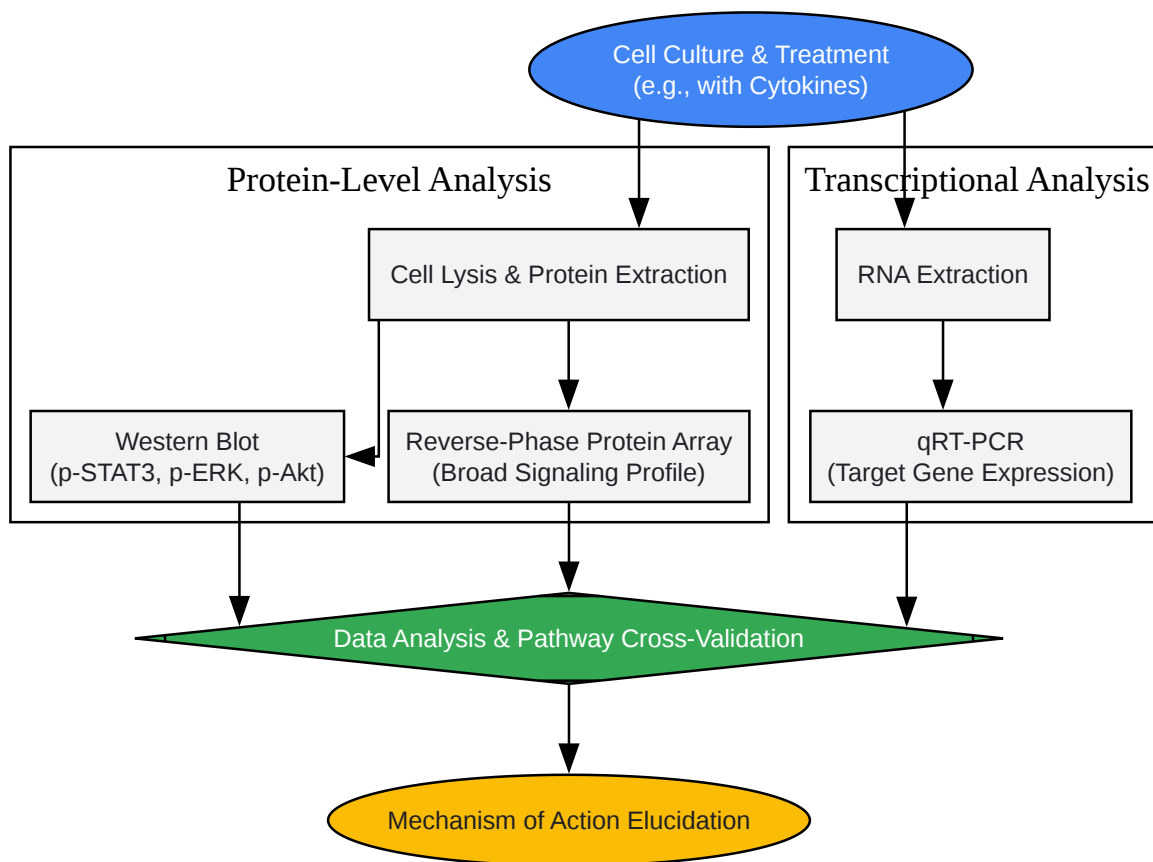 Cell Culture & Treatment
(e.g., with Cytokines)
Protein-Level Analysis
Transcriptional Analysis
Cell Lysis & Protein Extraction
RNA Extraction
Western Blot
(p-STAT3, p-ERK, p-Akt)
Reverse-Phase Protein Array
(Broad Signaling Profile)
qRT-PCR
(Target Gene Expression)
Data Analysis & Pathway Cross-Validation
Mechanism of Action Elucidation